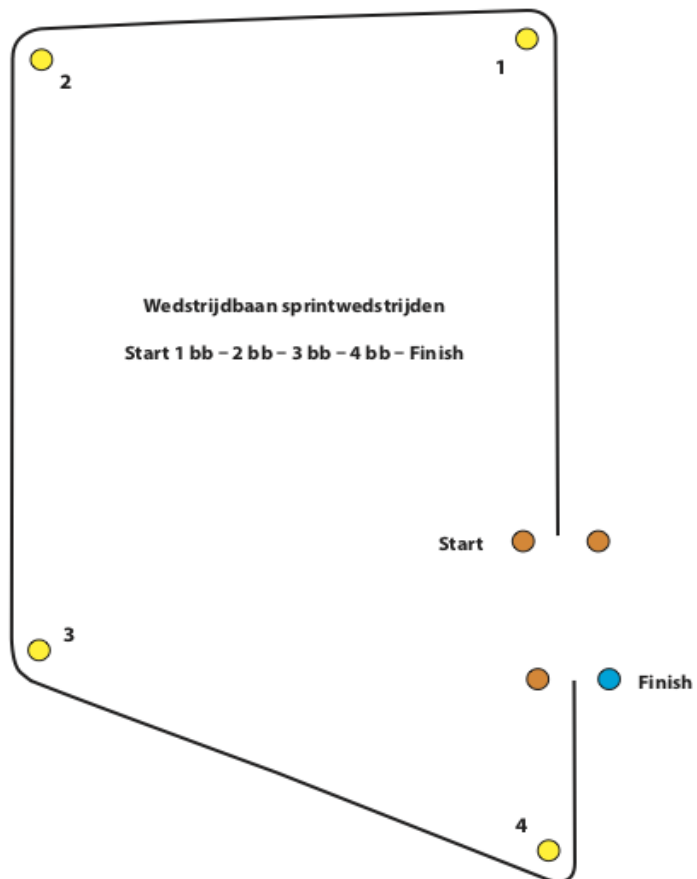 2
1
Wedstrijdbaan sprintwedstrijden
Start 1 bb – 2 bb – 3 bb – 4 bb – Finish
Start
3
Finish
4